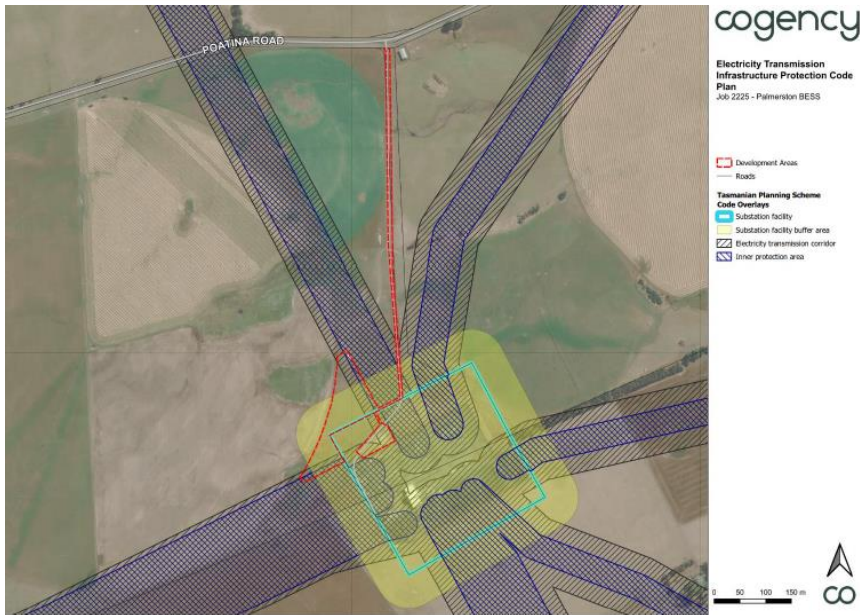 POATINA ROAD
cogency
Electricity Transmission
Infrastructure Protection Code
Plan
Job 2225 - Palmerston BESS
Development Areas
Roads
Tasmanian Planning Scheme
Code Overlays
Substation facility
Substation facility buffer area
Electricity transmission corridor
Inner protection area
0 50 100 150 m
co